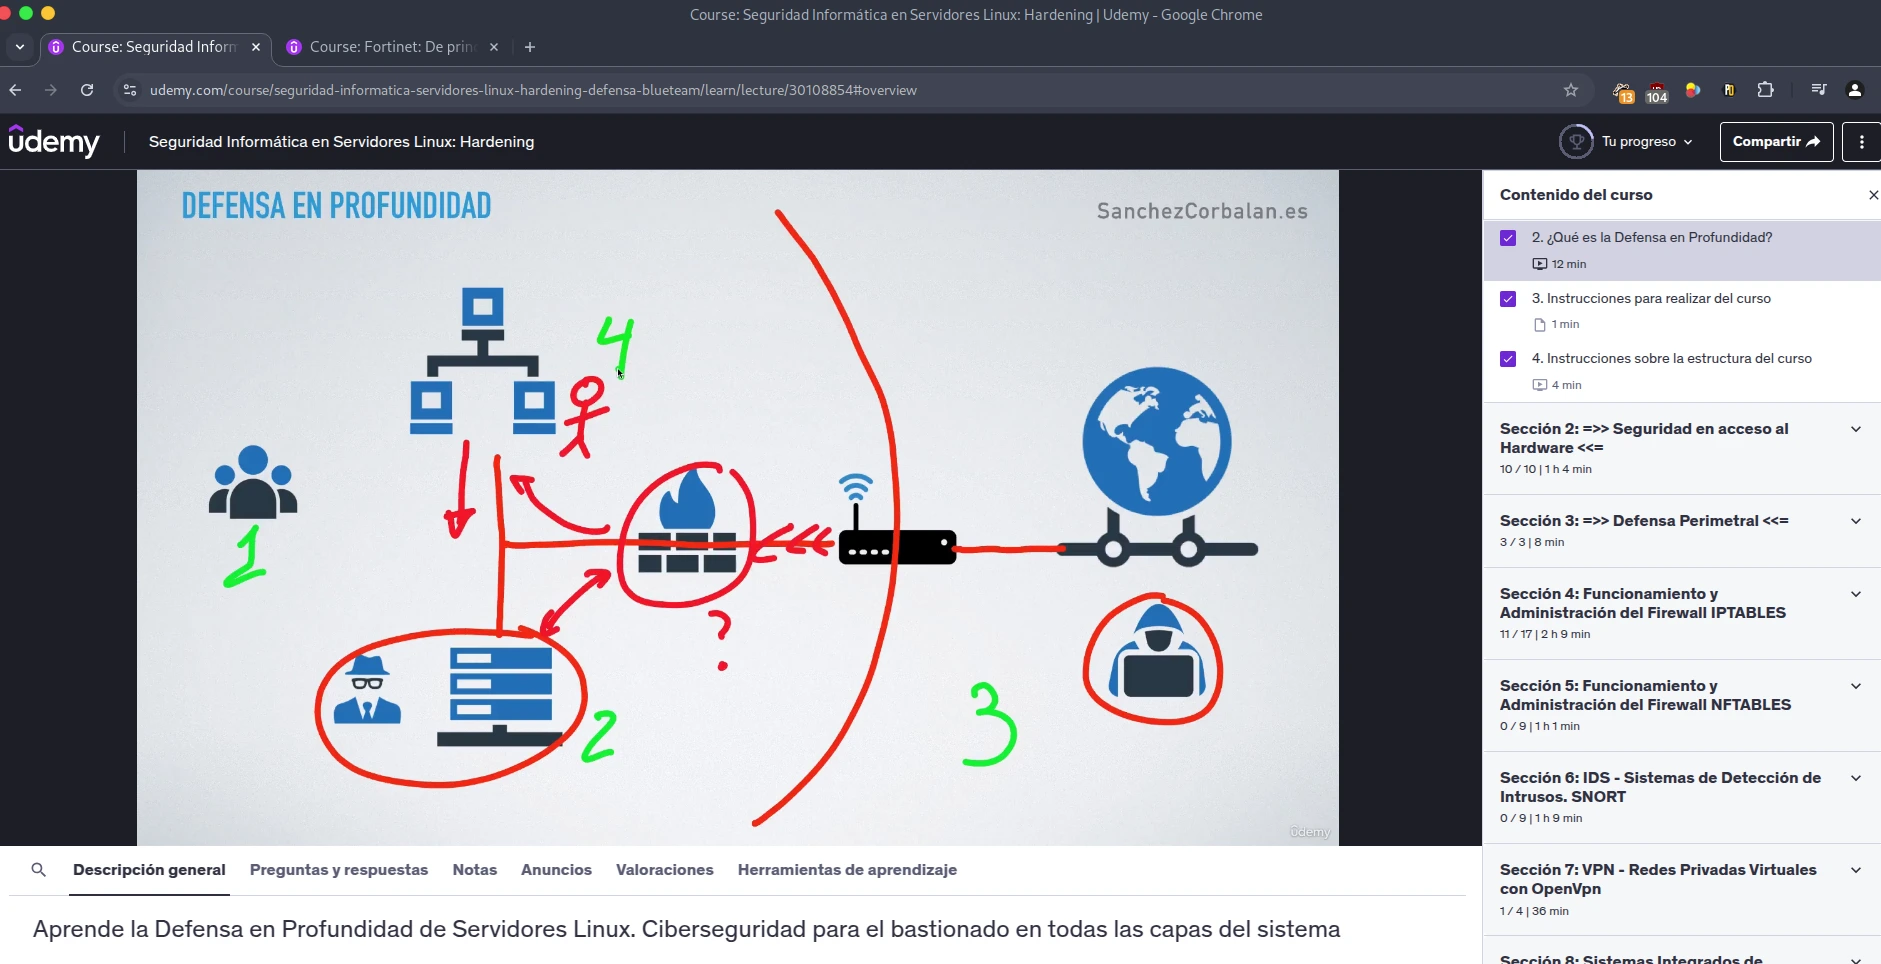 Course: Seguridad Informática en Servidores Linux: Hardening | Udemy - Google Chrome
Course: Seguridad Inform
Course: Fortinet: De prin
udemy.com/course/seguridad-informatica-servidores-linux-hardening-defensa-blueteam/learn/lecture/30108854#overview
13
104
udemy
Seguridad Informática en Servidores Linux: Hardening
Tu progreso
Compartir
DEFENSA EN PROFUNDIDAD
SanchezCorbalan.es
4
1
?
2
3
udemy
Contenido del curso
2. ¿Qué es la Defensa en Profundidad?
12 min
3. Instrucciones para realizar del curso
1 min
4. Instrucciones sobre la estructura del curso
4 min
Sección 2: =>> Seguridad en acceso al
Hardware <<=
10 / 10 | 1 h 4 min
Sección 3: =>> Defensa Perimetral <<=
3 / 3 | 8 min
Sección 4: Funcionamiento y
Administración del Firewall IPTABLES
11 / 17 | 2 h 9 min
Sección 5: Funcionamiento y
Administración del Firewall NFTABLES
0 / 9 | 1 h 1 min
Sección 6: IDS - Sistemas de Detección de
Intrusos. SNORT
0 / 9 | 1 h 9 min
Sección 7: VPN - Redes Privadas Virtuales
con OpenVpn
1 / 4 | 36 min
Sección 8: Sistemas Integrados de
Descripción general
Preguntas y respuestas
Notas
Anuncios
Valoraciones
Herramientas de aprendizaje
Aprende la Defensa en Profundidad de Servidores Linux. Ciberseguridad para el bastionado en todas las capas del sistema